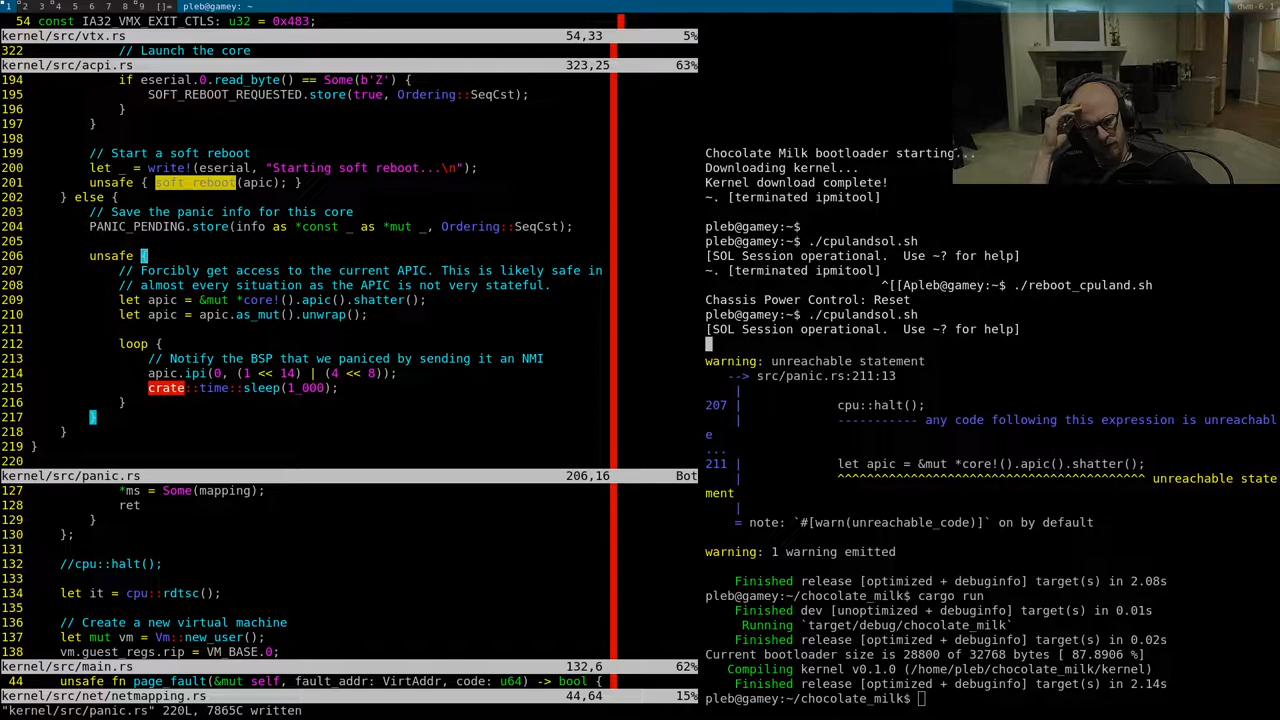 1 2 3 4 5 6 7 8 9 []= pleb@gamey: ~
dwm-6.1
54 const IA32_VMX_EXIT_CTLS: u32 = 0x483;
kernel/src/vtx.rs 54,33 5%
322 // Launch the core
kernel/src/acpi.rs 323,25 63%
194 if eserial.0.read_byte() == Some(b'Z') {
195 SOFT_REBOOT_REQUESTED.store(true, Ordering::SeqCst);
196 }
197 }
198
199 // Start a soft reboot
200 let _ = write!(eserial, "Starting soft reboot...\n");
201 unsafe { soft_reboot(apic); }
202 } else {
203 // Save the panic info for this core
204 PANIC_PENDING.store(info as *const _ as *mut _, Ordering::SeqCst);
205
206 unsafe {
207 // Forcibly get access to the current APIC. This is likely safe in
208 // almost every situation as the APIC is not very stateful.
209 let apic = &mut *core!().apic().shatter();
210 let apic = apic.as_mut().unwrap();
211
212 loop {
213 // Notify the BSP that we paniced by sending it an NMI
214 apic.ipi(0, (1 << 14) | (4 << 8));
215 crate::time::sleep(1_000);
216 }
217 }
218 }
219 }
220
kernel/src/panic.rs 206,16 Bot
127 *ms = Some(mapping);
128 ret
129 }
130 };
131
132 //cpu::halt();
133
134 let it = cpu::rdtsc();
135
136 // Create a new virtual machine
137 let mut vm = Vm::new_user();
138 vm.guest_regs.rip = VM_BASE.0;
kernel/src/main.rs 132,6 62%
44 unsafe fn page_fault(&mut self, fault_addr: VirtAddr, code: u64) -> bool {
kernel/src/net/netmapping.rs 44,64 15%
"kernel/src/panic.rs" 220L, 7865C written
Chocolate Milk bootloader starting...
Downloading kernel...
Kernel download complete!
~. [terminated ipmitool]
pleb@gamey:~$
pleb@gamey:~$ ./cpulandsol.sh
[SOL Session operational. Use ~? for help]
~. [terminated ipmitool]
^[[Apleb@gamey:~$ ./reboot_cpuland.sh
Chassis Power Control: Reset
pleb@gamey:~$ ./cpulandsol.sh
[SOL Session operational. Use ~? for help]
warning: unreachable statement
--> src/panic.rs:211:13
|
207 | cpu::halt();
| ----------- any code following this expression is unreachabl
e
...
211 | let apic = &mut *core!().apic().shatter();
| ^^^^^^^^^^^^^^^^^^^^^^^^^^^^^^^^^^^^^^^^^^ unreachable state
ment
|
= note: `#[warn(unreachable_code)]` on by default
warning: 1 warning emitted
Finished release [optimized + debuginfo] target(s) in 2.08s
pleb@gamey:~/chocolate_milk$ cargo run
Finished dev [unoptimized + debuginfo] target(s) in 0.01s
Running `target/debug/chocolate_milk`
Finished release [optimized + debuginfo] target(s) in 0.02s
Current bootloader size is 28800 of 32768 bytes [ 87.8906 %]
Compiling kernel v0.1.0 (/home/pleb/chocolate_milk/kernel)
Finished release [optimized + debuginfo] target(s) in 2.14s
pleb@gamey:~/chocolate_milk$